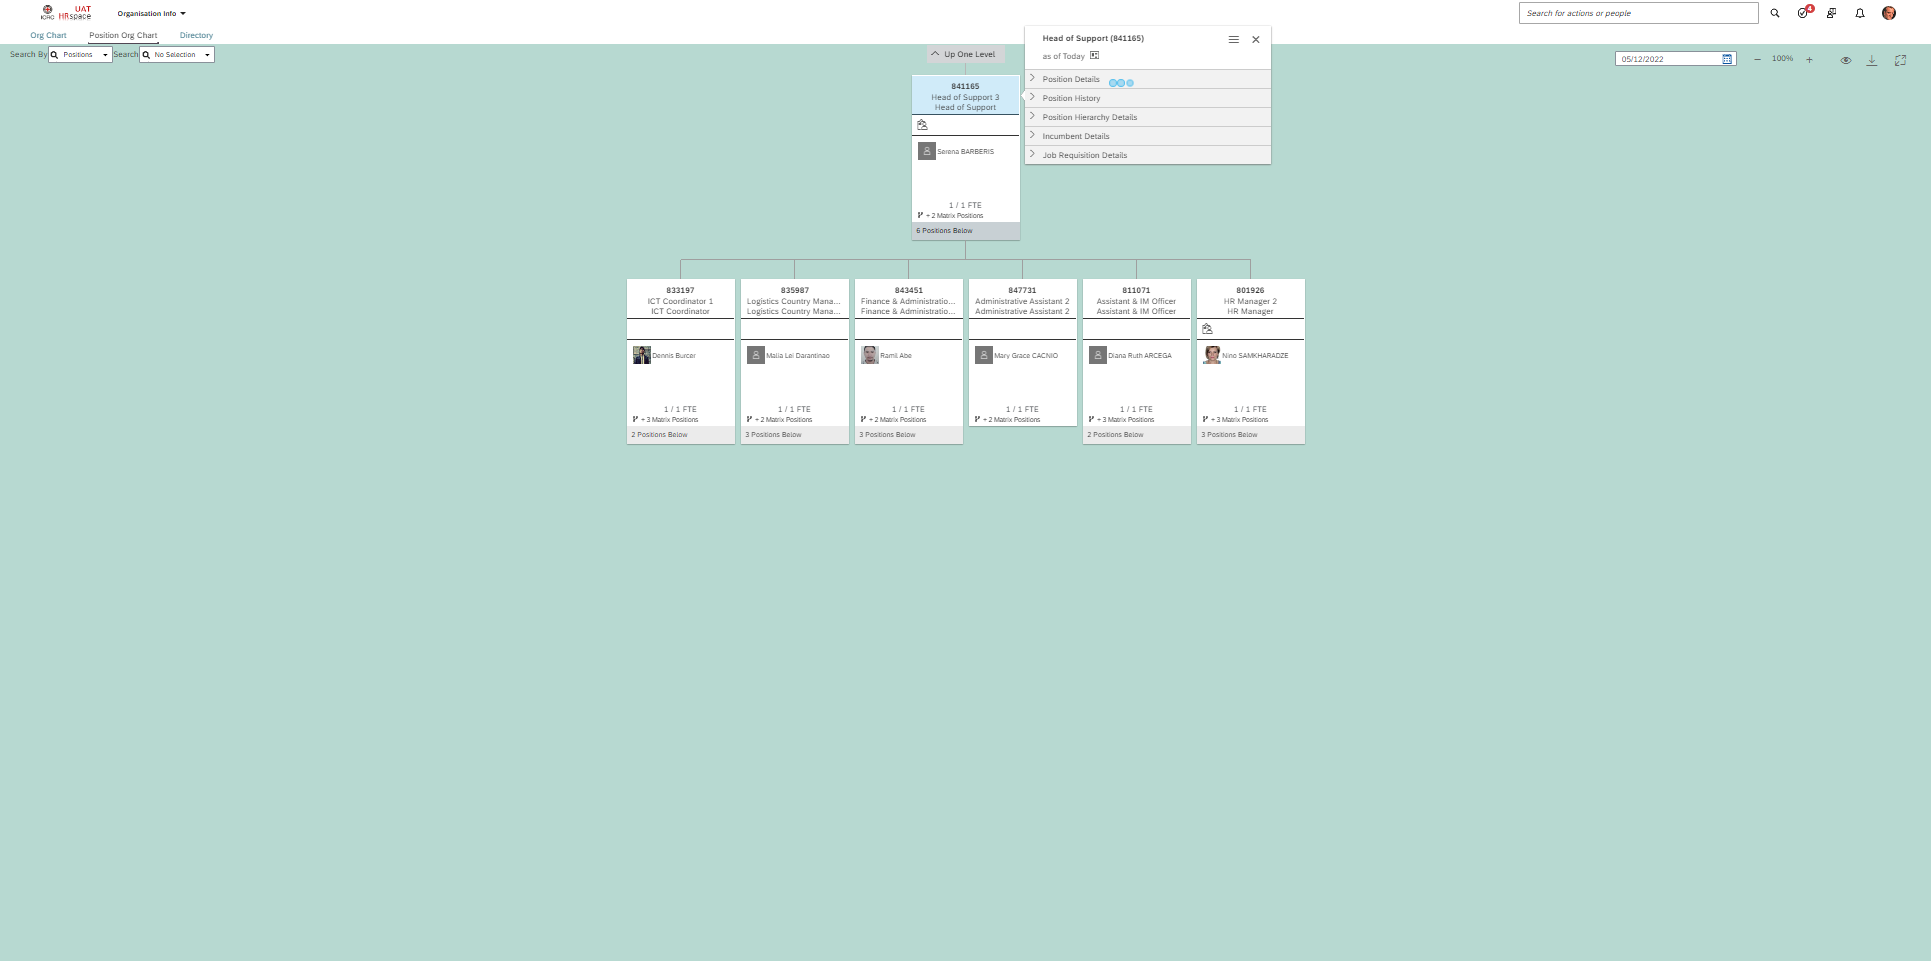 ICRC
UAT
HRspace
Organisation Info
Search for actions or people
4
Org Chart
Position Org Chart
Directory
Search By
Positions
Search
No Selection
Up One Level
Head of Support (841165)
as of Today
05/12/2022
100%
Position Details
Position History
Position Hierarchy Details
Incumbent Details
Job Requisition Details
841165
Head of Support 3
Head of Support
Serena BARBERIS
1 / 1 FTE
+ 2 Matrix Positions
6 Positions Below
833197
ICT Coordinator 1
ICT Coordinator
Dennis Burcer
1 / 1 FTE
+ 3 Matrix Positions
2 Positions Below
835987
Logistics Country Mana...
Logistics Country Mana...
Malia Lei Darantinao
1 / 1 FTE
+ 2 Matrix Positions
3 Positions Below
843451
Finance & Administratio...
Finance & Administratio...
Ramil Abe
1 / 1 FTE
+ 2 Matrix Positions
3 Positions Below
847731
Administrative Assistant 2
Administrative Assistant 2
Mary Grace CACNIO
1 / 1 FTE
+ 2 Matrix Positions
811071
Assistant & IM Officer
Assistant & IM Officer
Diana Ruth ARCEGA
1 / 1 FTE
+ 3 Matrix Positions
2 Positions Below
801926
HR Manager 2
HR Manager
Nino SAMKHARADZE
1 / 1 FTE
+ 3 Matrix Positions
3 Positions Below